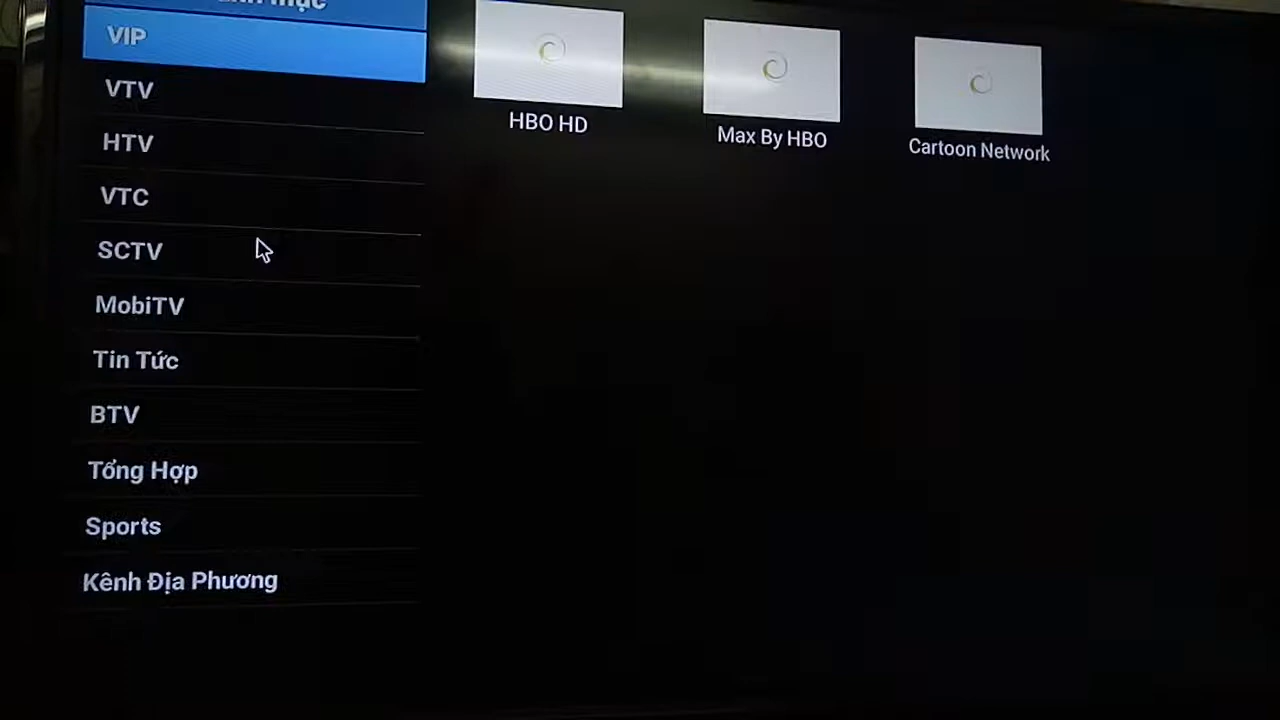 VIP
VTV
HTV
VTC
SCTV
MobiTV
Tin Tức
BTV
Tổng Hợp
Sports
Kênh Địa Phương
HBO HD
Max By HBO
Cartoon Network